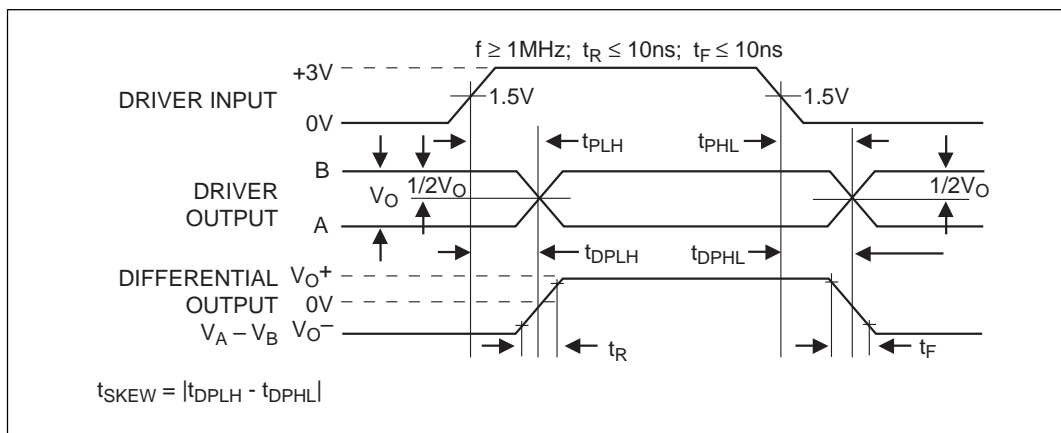 f ≥ 1MHz; tR ≤ 10ns; tF ≤ 10ns
+3V
DRIVER INPUT
1.5V
1.5V
0V
tPLH
tPHL
B
DRIVER
OUTPUT
VO
1/2VO
1/2VO
A
tDPLH
tDPHL
DIFFERENTIAL
OUTPUT
VA – VB
VO+
0V
VO–
tR
tF
tSKEW = |tDPLH - tDPHL|